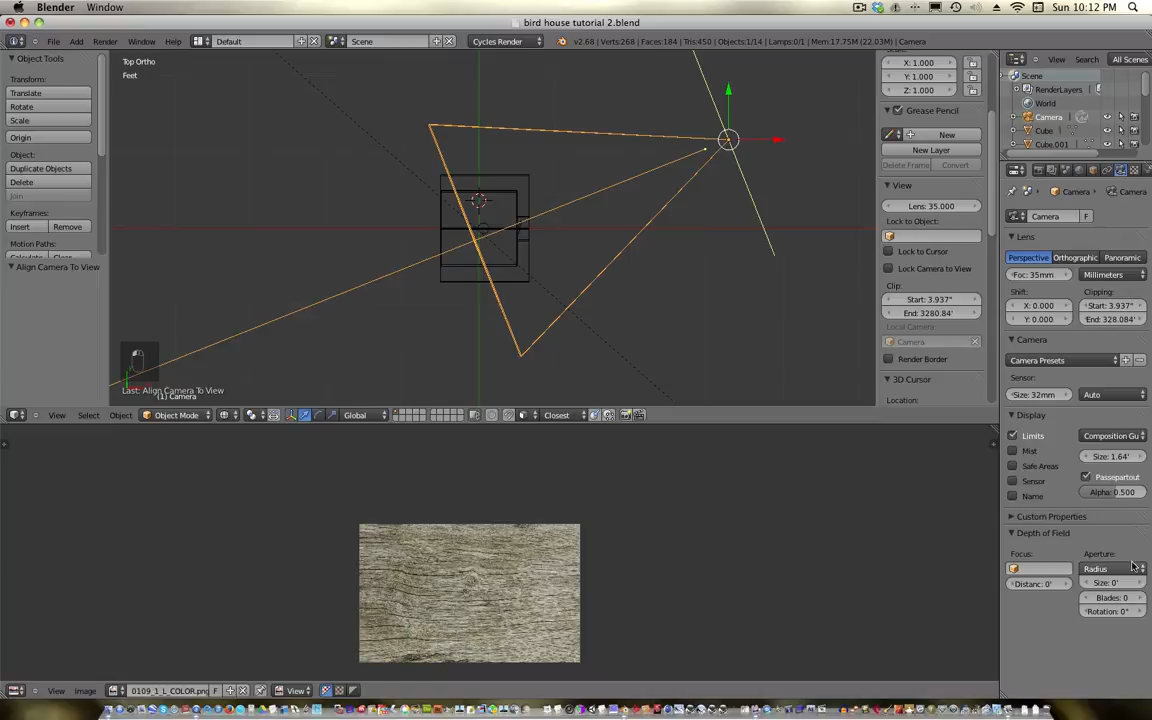 Blender Window
Sun 10:12 PM
bird house tutorial 2.blend
File Add Render Window Help
Default
Scene
Cycles Render
v2.68 | Verts:268 | Faces:184 | Tris:450 | Objects:1/14 | Lamps:0/1 | Mem:17.75M (22.03M) | Camera
View Search All Scenes
Object Tools
Transform:
Translate
Rotate
Scale
Origin
Object:
Duplicate Objects
Delete
Join
Keyframes:
Insert Remove
Motion Paths:
Align Camera To View
Top Ortho
Feet
Last: Align Camera To View
(1) Camera
X: 1.000
Y: 1.000
Z: 1.000
Grease Pencil
New
New Layer
Delete Frame Convert
View
Lens: 35.000
Lock to Object:
Lock to Cursor
Lock Camera to View
Clip:
Start: 3.937"
End: 3280.84'
Local Camera:
Camera
Render Border
3D Cursor
Location:
Scene
RenderLayers
World
Camera
Cube
Cube.001
Camera Camera
Camera F
Lens
Perspective Orthographic Panoramic
Foc: 35mm Millimeters
Shift: Clipping:
X: 0.000 Start: 3.937"
Y: 0.000 End: 328.084'
Camera
Camera Presets
Sensor:
Size: 32mm Auto
Display
Limits Composition Gu
Mist Size: 1.64'
Safe Areas Passepartout
Sensor Alpha: 0.500
Name
Custom Properties
Depth of Field
Focus: Aperture:
Radius
Distanc: 0' Size: 0'
Blades: 0
Rotation: 0°
View Select Object Object Mode Global Closest
View Image 0109_1_L_COLOR.png F View